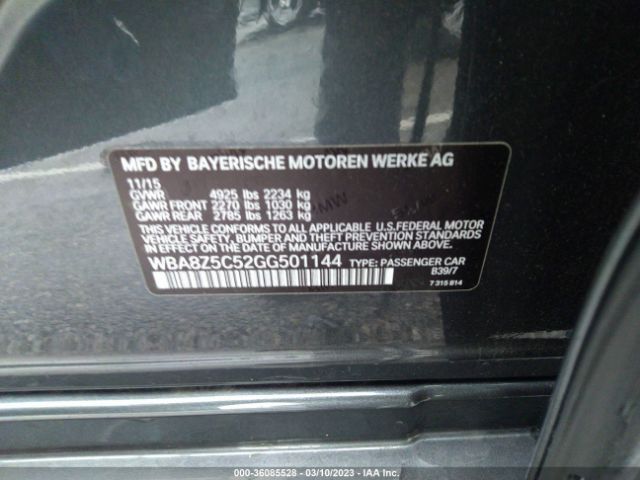 MFD BY BAYERISCHE MOTOREN WERKE AG
11/15
GVWR 4925 lbs 2234 kg
GAWR FRONT 2270 lbs 1030 kg
GAWR REAR 2785 lbs 1263 kg
THIS VEHICLE CONFORMS TO ALL APPLICABLE U.S.FEDERAL MOTOR
VEHICLE SAFETY, BUMPER, AND THEFT PREVENTION STANDARDS
IN EFFECT ON THE DATE OF MANUFACTURE SHOWN ABOVE.
WBA8Z5C52GG501144 TYPE: PASSENGER CAR
B39/7
7 315 814
000-36085528 - 03/10/2023 - IAA Inc.